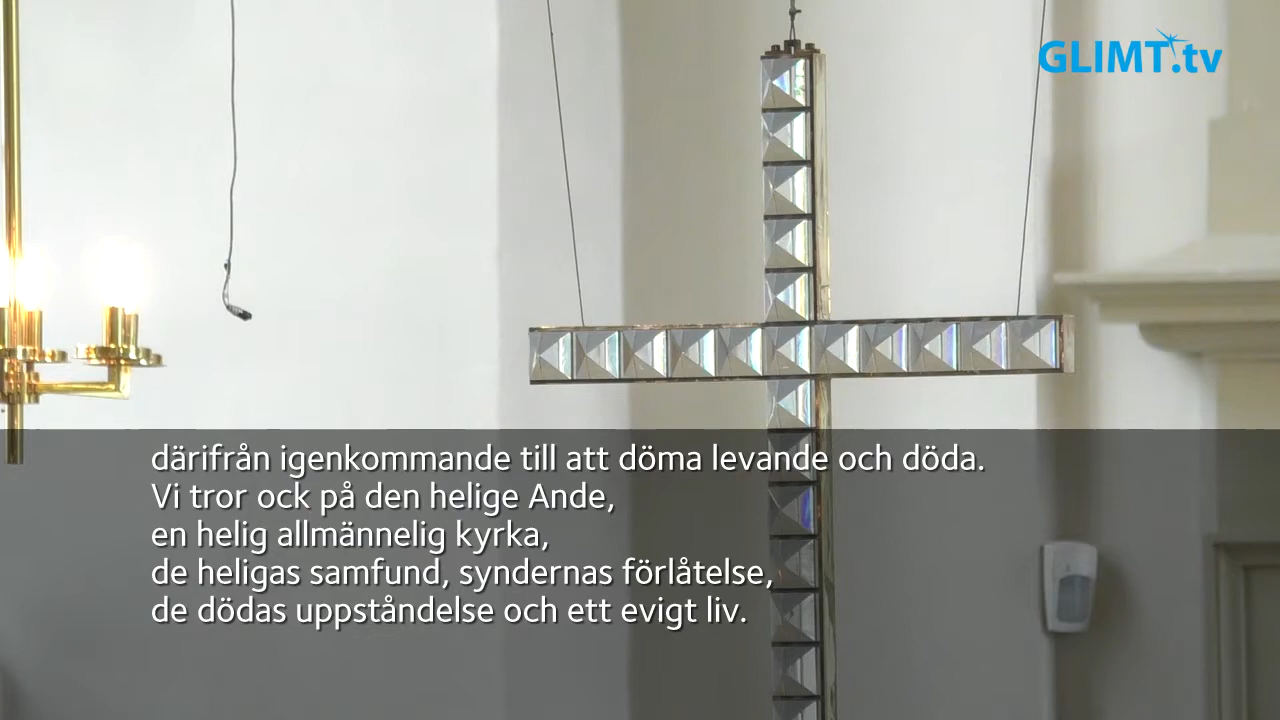 GLIMT.tv
därifrån igenkommande till att döma levande och döda.
Vi tror ock på den helige Ande,
en helig allmännelig kyrka,
de heligas samfund, syndernas förlåtelse,
de dödas uppståndelse och ett evigt liv.